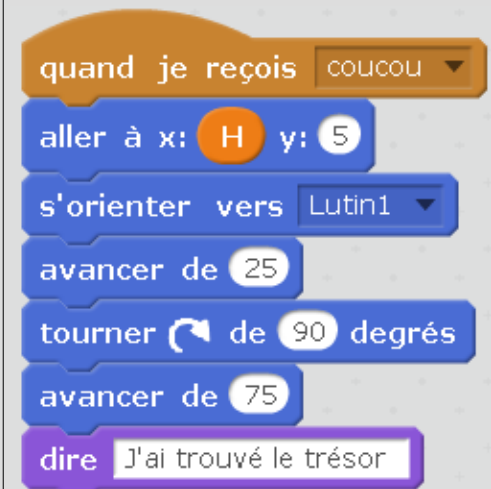 quand je reçois coucou
aller à x: H y: 5
s'orienter vers Lutin1
avancer de 25
tourner de 90 degrés
avancer de 75
dire J'ai trouvé le trésor